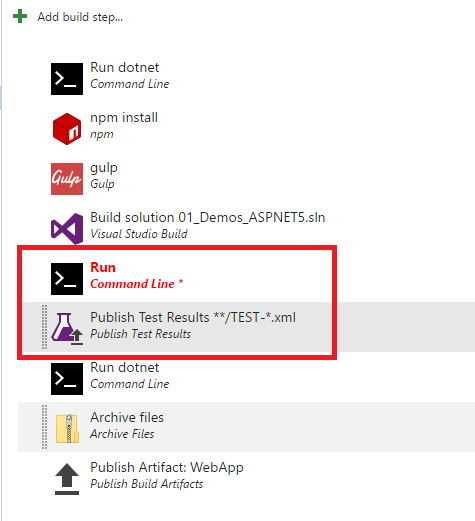 Add build step...
Run dotnet
Command Line
npm install
npm
gulp
Gulp
Gulp
Build solution 01_Demos_ASPNET5.sln
Visual Studio Build
Run
Command Line *
Publish Test Results **/TEST-*.xml
Publish Test Results
Run dotnet
Command Line
Archive files
Archive Files
Publish Artifact: WebApp
Publish Build Artifacts